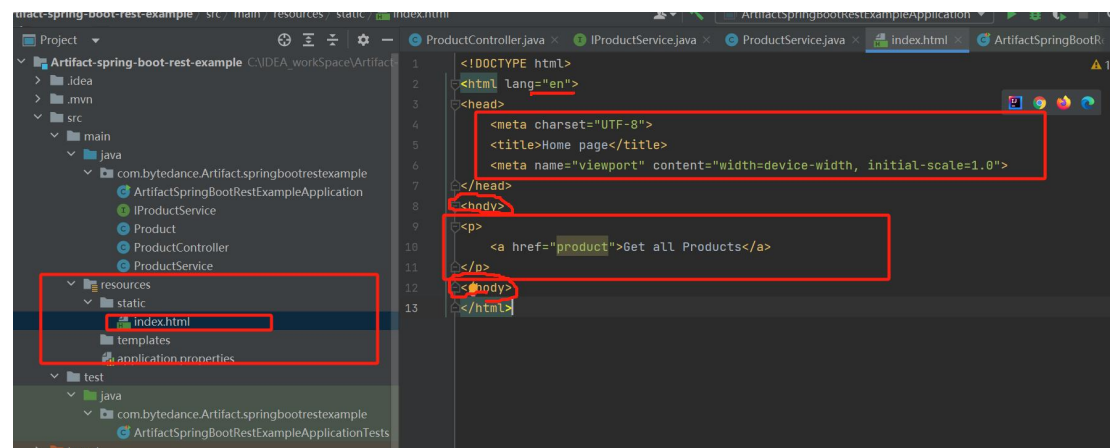 tifact-spring-boot-rest-example / src / main / resources / static / index.html
ArtifactSpringBootRestExampleApplication
Project
ProductController.java
IProductService.java
ProductService.java
index.html
ArtifactSpringBootR
Artifact-spring-boot-rest-example C:\IDEA_workSpace\Artifact-
.idea
.mvn
src
main
java
com.bytedance.Artifact.springbootrestexample
ArtifactSpringBootRestExampleApplication
IProductService
Product
ProductController
ProductService
resources
static
index.html
templates
application.properties
test
java
com.bytedance.Artifact.springbootrestexample
ArtifactSpringBootRestExampleApplicationTests
1 <!DOCTYPE html>
2 <html lang="en">
3 <head>
4 <meta charset="UTF-8">
5 <title>Home page</title>
6 <meta name="viewport" content="width=device-width, initial-scale=1.0">
7 </head>
8 <body>
9 <p>
10 <a href="product">Get all Products</a>
11 </p>
12
13 </html>
1